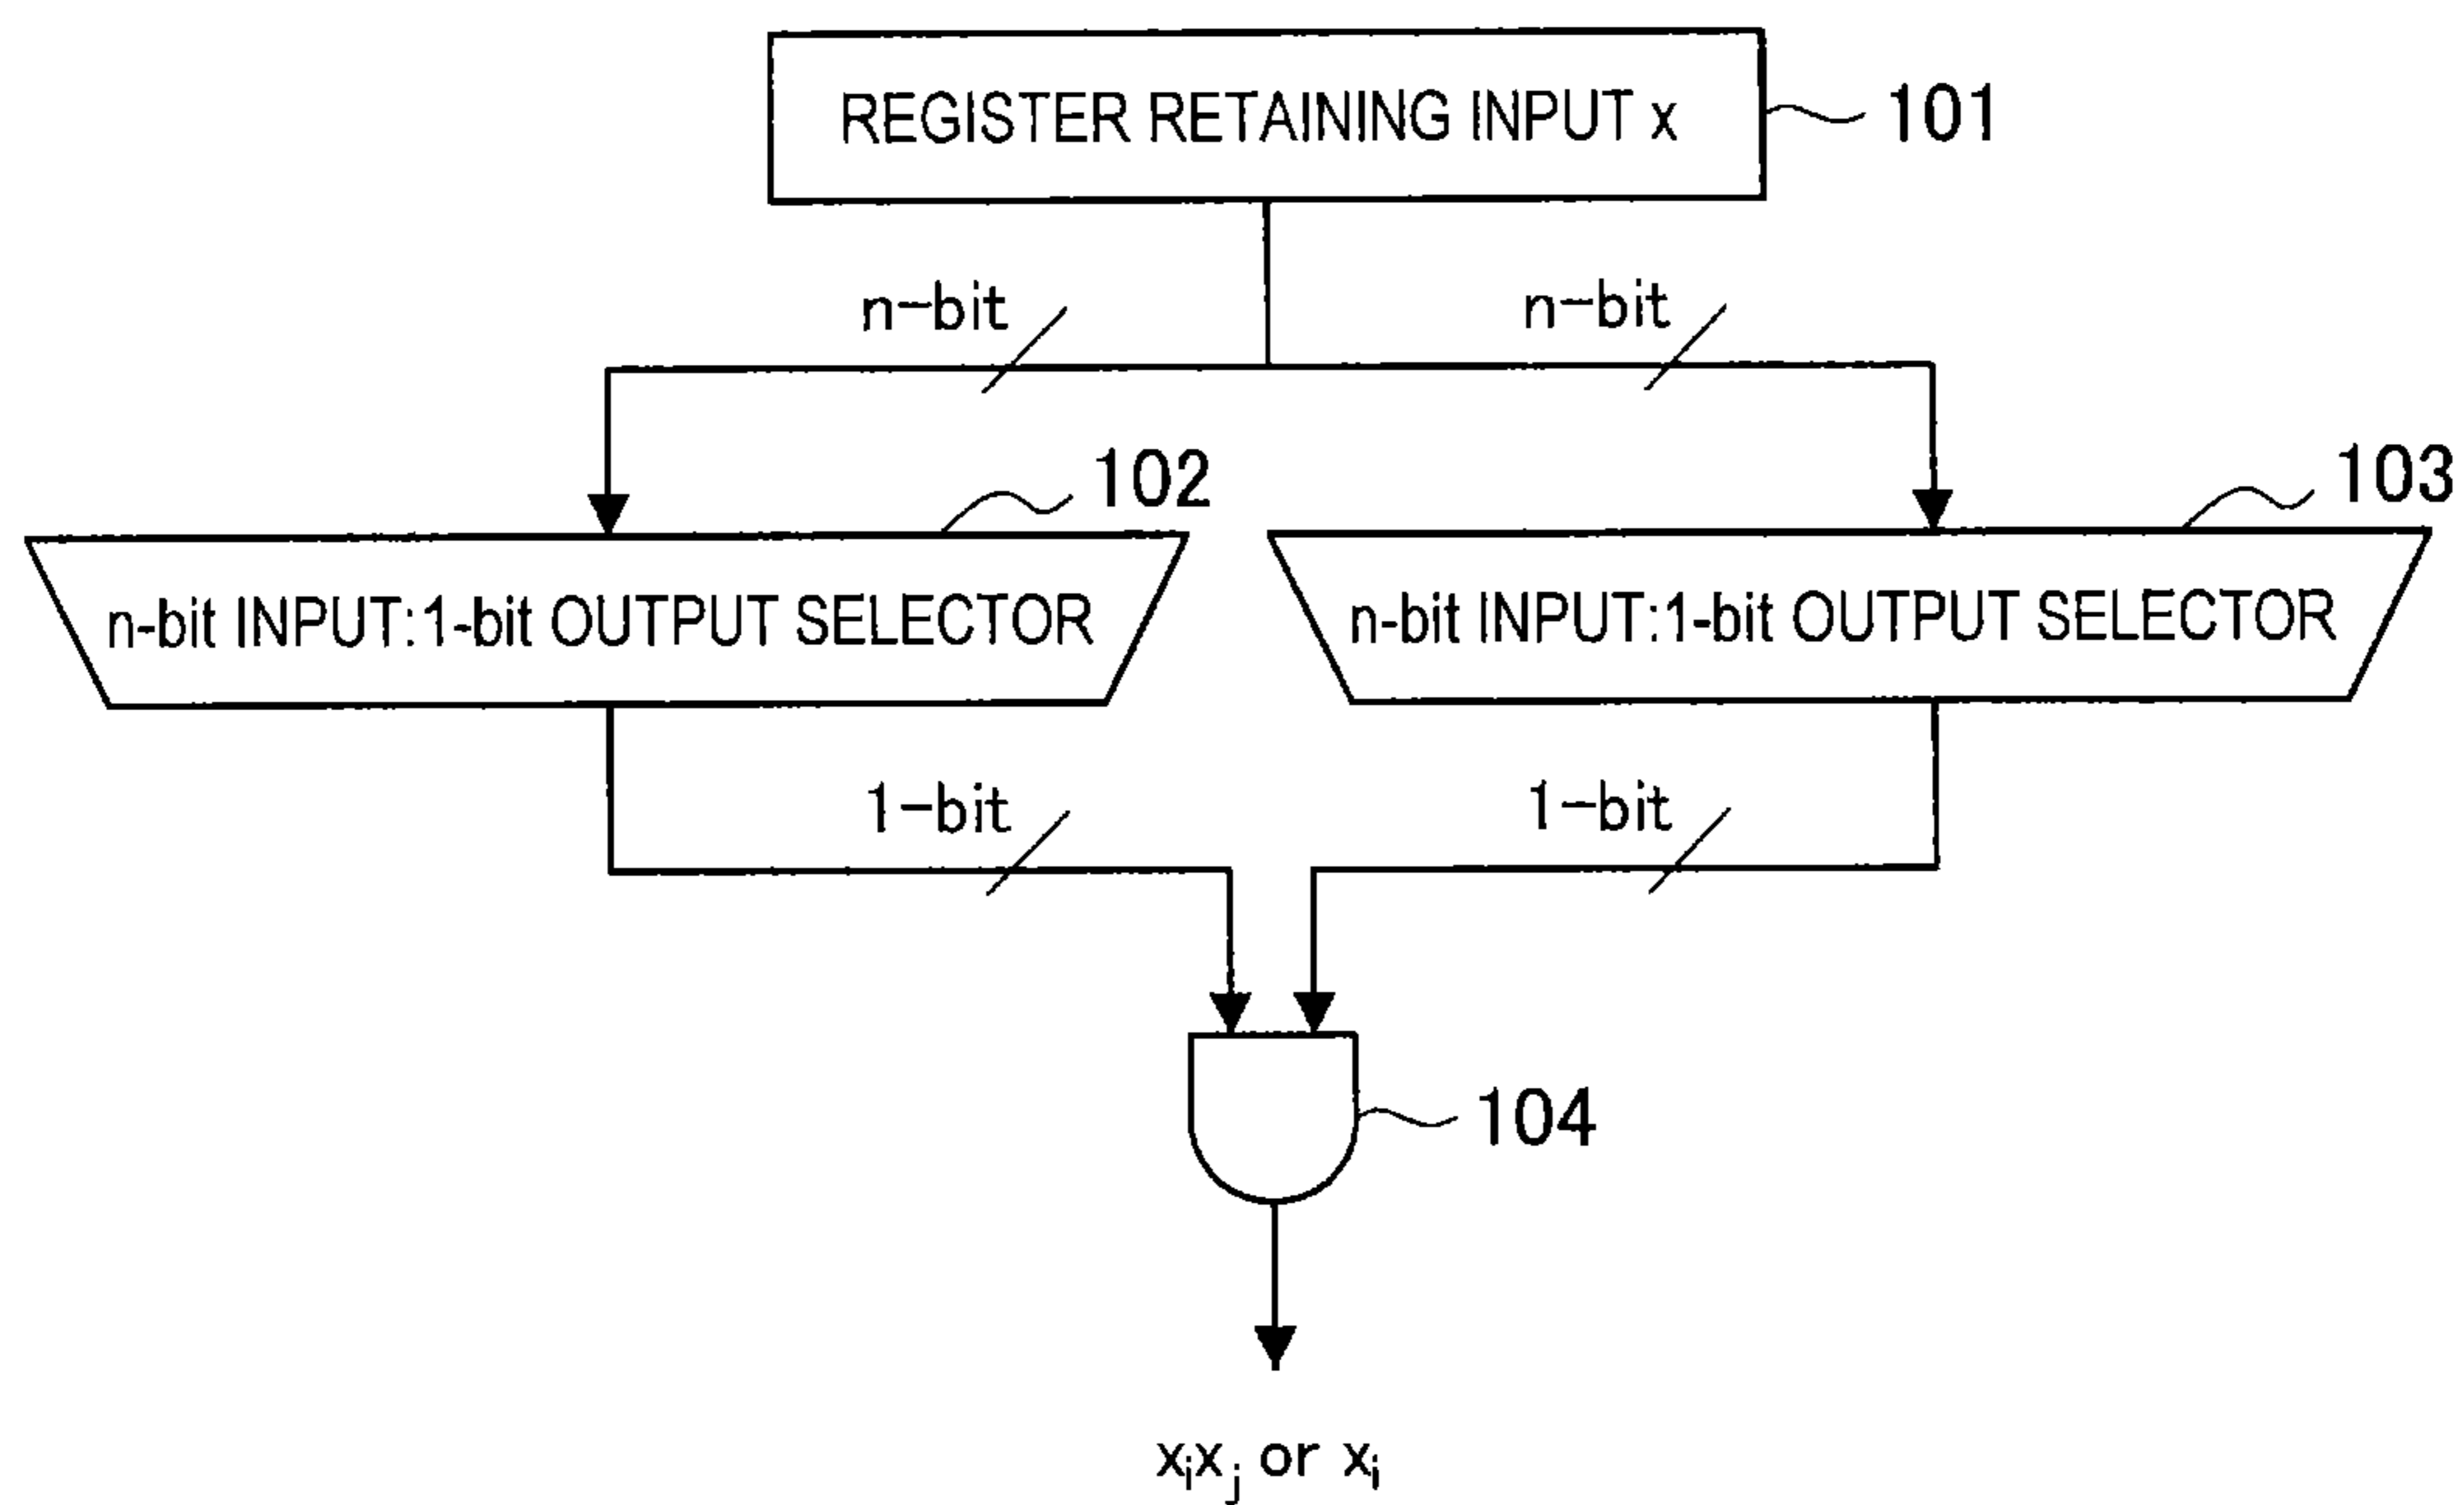 REGISTER RETAINING INPUT x
101
n-bit
n-bit
102
103
n-bit INPUT:1-bit OUTPUT SELECTOR
n-bit INPUT:1-bit OUTPUT SELECTOR
1-bit
1-bit
104
xᵢxⱼ or xᵢ